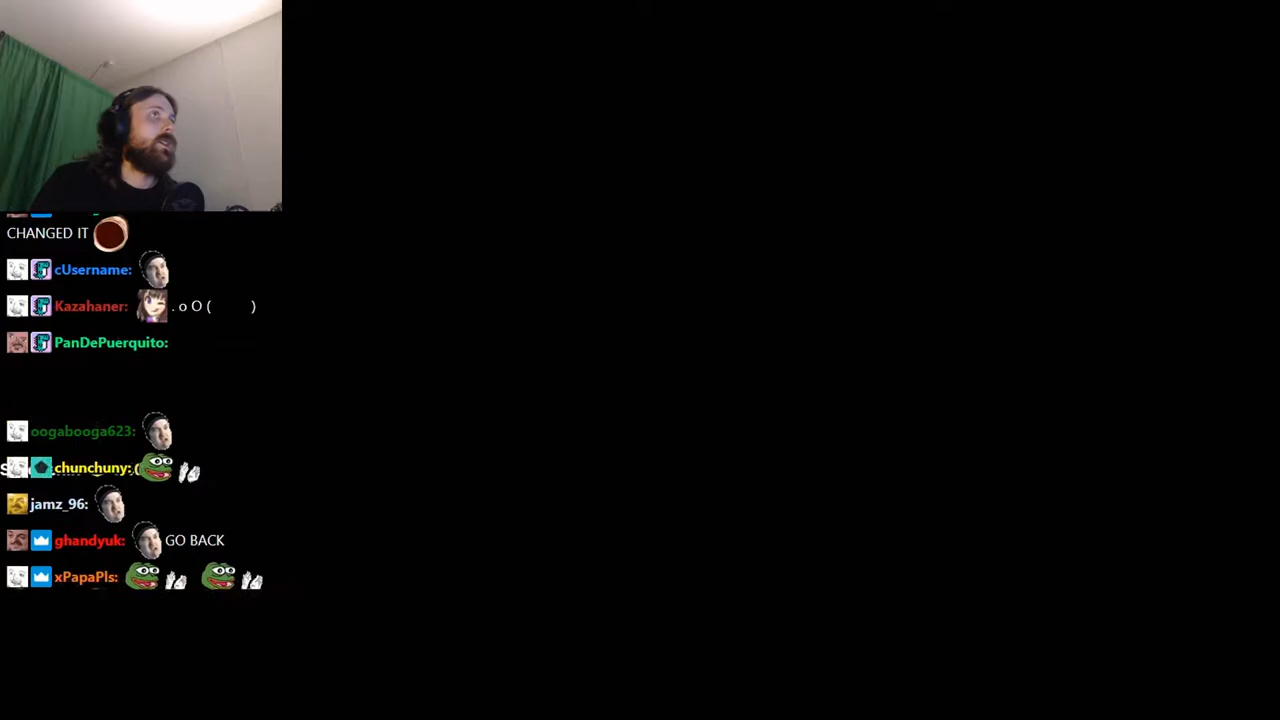 CHANGED IT
cUsername:
Kazahaner: . o O ( )
PanDePuerquito:
oogabooga623:
chunchuny:
jamz_96:
ghandyuk: GO BACK
xPapaPls: